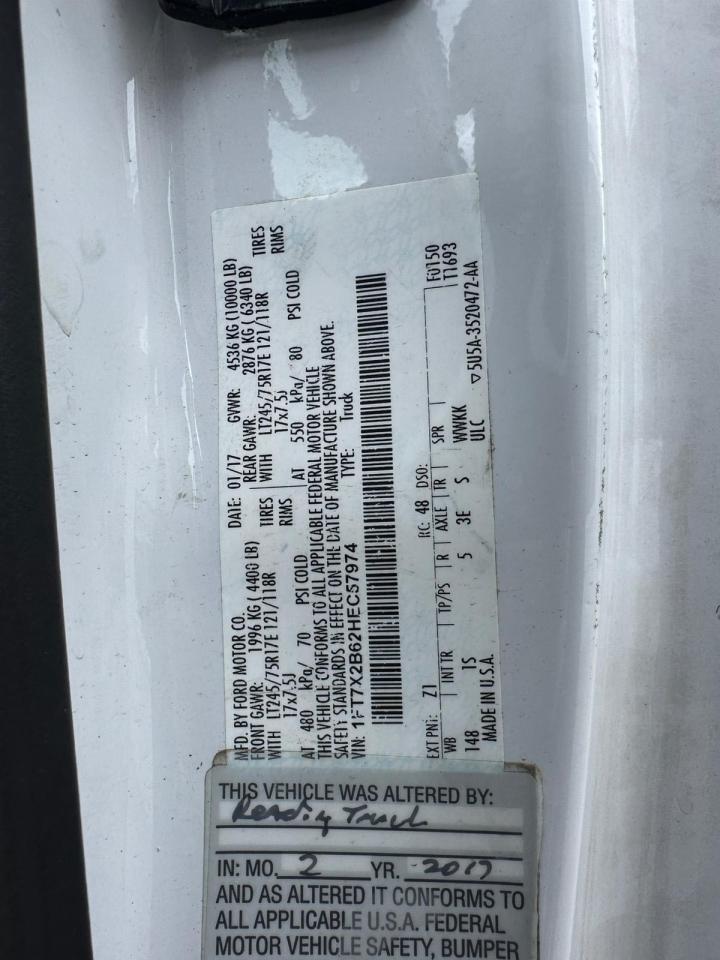 MFD. BY FORD MOTOR CO.
DATE: 01/17 GVWR: 4536 KG (10000 LB)
FRONT GAWR: 1996 KG ( 4400 LB) REAR GAWR: 2876 KG ( 6340 LB)
WITH LT245/75R17E 121/118R TIRES WITH LT245/75R17E 121/118R TIRES
17x7.5J RIMS 17x7.5J RIMS
AT 480 kPa/ 70 PSI COLD AT 550 kPa/ 80 PSI COLD
THIS VEHICLE CONFORMS TO ALL APPLICABLE FEDERAL MOTOR VEHICLE
SAFETY STANDARDS IN EFFECT ON THE DATE OF MANUFACTURE SHOWN ABOVE.
VIN: 1FT7X2B62HEC57974 TYPE: Truck
F0150
EXT PNT: Z1 RC: 48 DSO: T1693
WB INT TR TP/PS R AXLE TR SPR
148 1S 5 3E S WWKK
MADE IN U.S.A. ULC ▽5U5A-3520472-AA
THIS VEHICLE WAS ALTERED BY:
Reading Truck
IN: MO. 2 YR. 2017
AND AS ALTERED IT CONFORMS TO
ALL APPLICABLE U.S.A. FEDERAL
MOTOR VEHICLE SAFETY, BUMPER